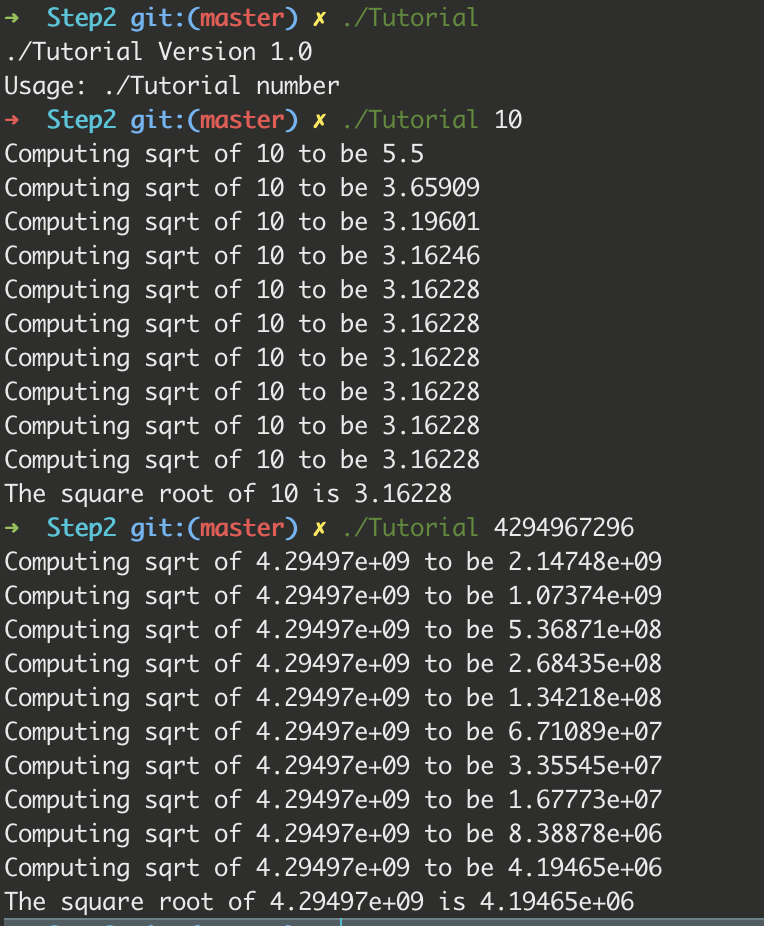 ➜  Step2 git:(master) ✗ ./Tutorial
./Tutorial Version 1.0
Usage: ./Tutorial number
➜  Step2 git:(master) ✗ ./Tutorial 10
Computing sqrt of 10 to be 5.5
Computing sqrt of 10 to be 3.65909
Computing sqrt of 10 to be 3.19601
Computing sqrt of 10 to be 3.16246
Computing sqrt of 10 to be 3.16228
Computing sqrt of 10 to be 3.16228
Computing sqrt of 10 to be 3.16228
Computing sqrt of 10 to be 3.16228
Computing sqrt of 10 to be 3.16228
Computing sqrt of 10 to be 3.16228
The square root of 10 is 3.16228
➜  Step2 git:(master) ✗ ./Tutorial 4294967296
Computing sqrt of 4.29497e+09 to be 2.14748e+09
Computing sqrt of 4.29497e+09 to be 1.07374e+09
Computing sqrt of 4.29497e+09 to be 5.36871e+08
Computing sqrt of 4.29497e+09 to be 2.68435e+08
Computing sqrt of 4.29497e+09 to be 1.34218e+08
Computing sqrt of 4.29497e+09 to be 6.71089e+07
Computing sqrt of 4.29497e+09 to be 3.35545e+07
Computing sqrt of 4.29497e+09 to be 1.67773e+07
Computing sqrt of 4.29497e+09 to be 8.38878e+06
Computing sqrt of 4.29497e+09 to be 4.19465e+06
The square root of 4.29497e+09 is 4.19465e+06